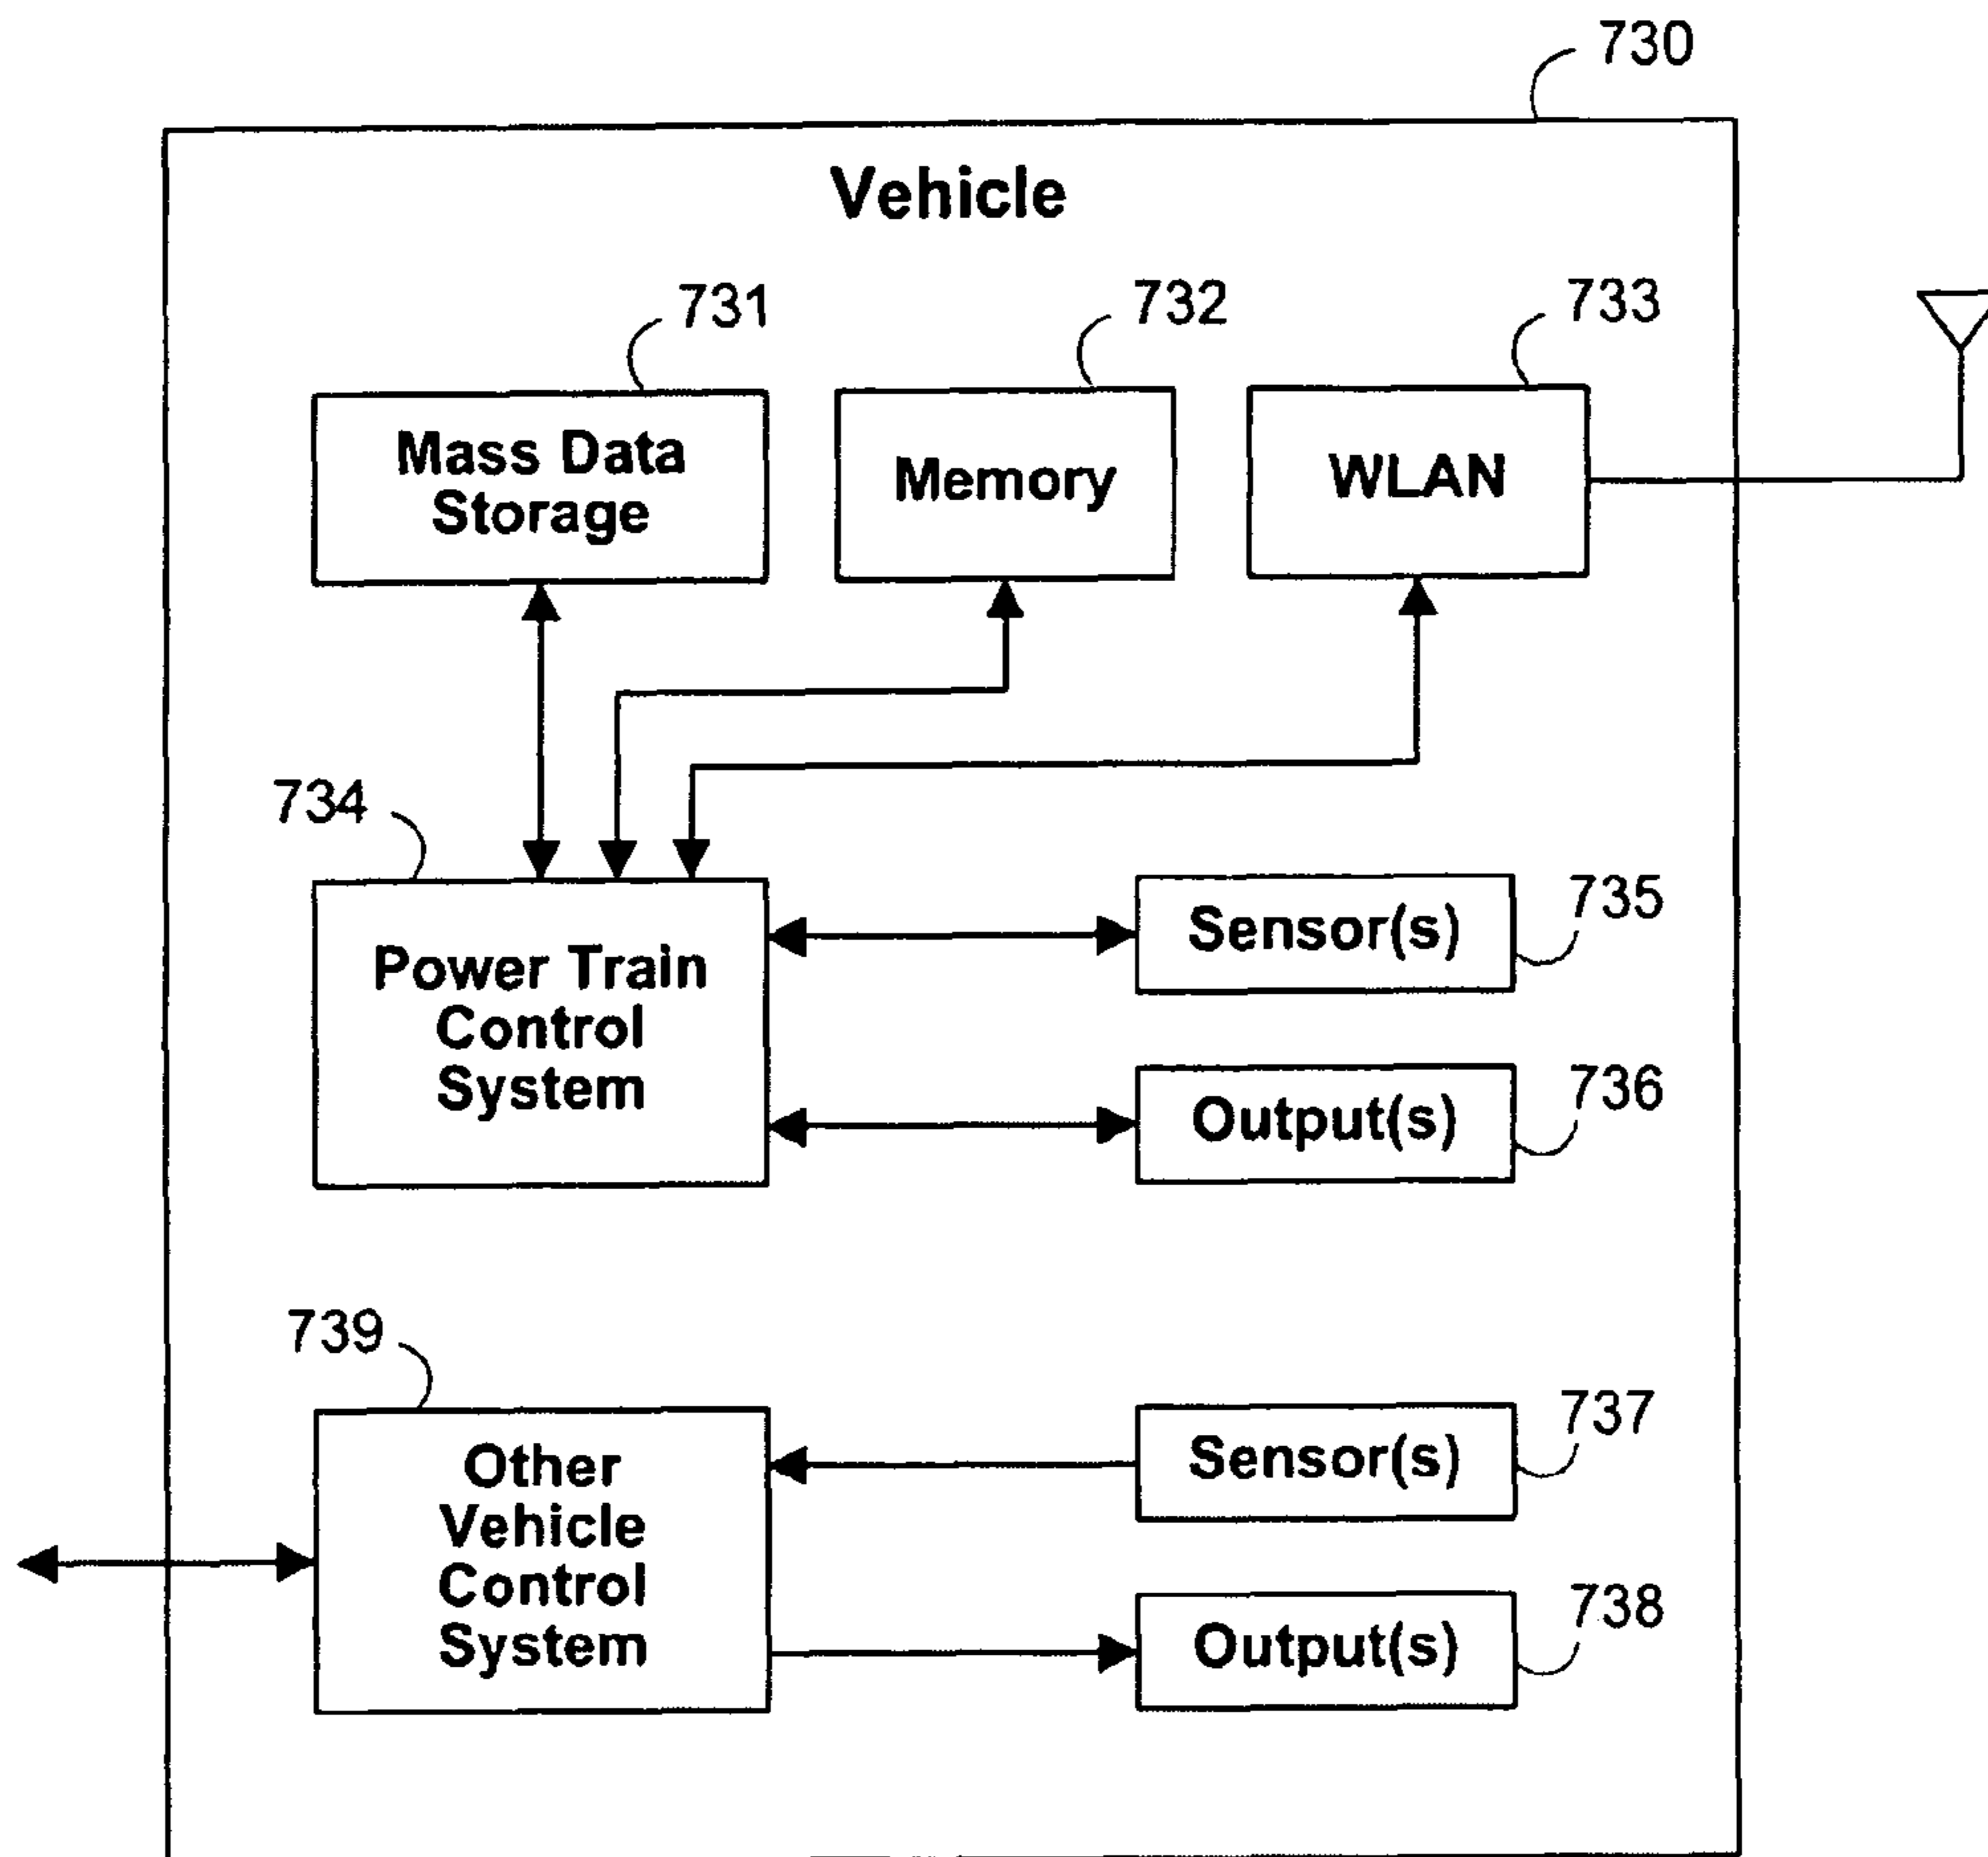 730
Vehicle
731
732
733
Mass Data
Storage
Memory
WLAN
734
Power Train
Control
System
Sensor(s)
735
Output(s)
736
739
Other
Vehicle
Control
System
Sensor(s)
737
Output(s)
738